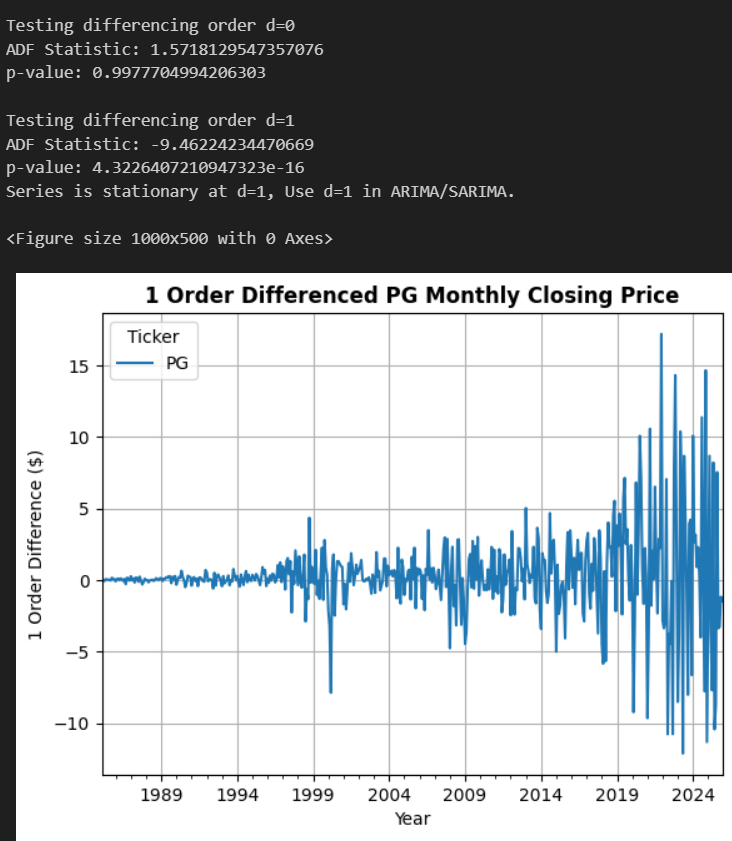 Testing differencing order d=0
ADF Statistic: 1.5718129547357076
p-value: 0.9977704994206303
Testing differencing order d=1
ADF Statistic: -9.46224234470669
p-value: 4.3226407210947323e-16
Series is stationary at d=1, Use d=1 in ARIMA/SARIMA.
<Figure size 1000x500 with 0 Axes>
1 Order Differenced PG Monthly Closing Price
Ticker
PG
1 Order Difference ($)
15
10
5
0
−5
−10
1989 1994 1999 2004 2009 2014 2019 2024
Year